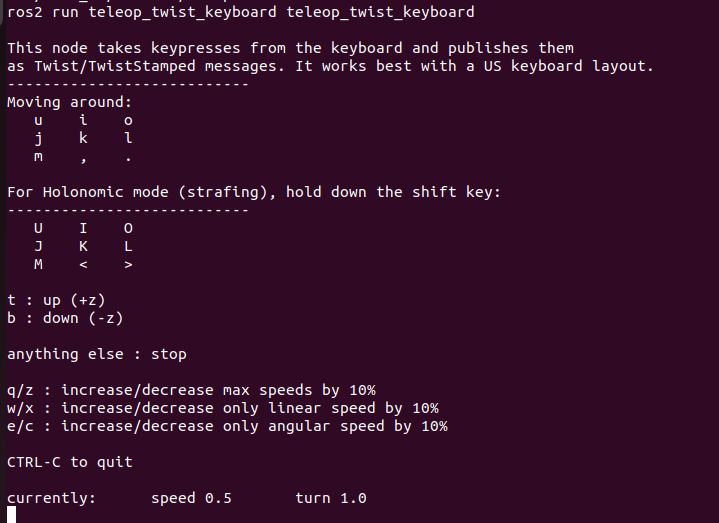 ros2 run teleop_twist_keyboard teleop_twist_keyboard
This node takes keypresses from the keyboard and publishes them
as Twist/TwistStamped messages. It works best with a US keyboard layout.
---------------------------
Moving around:
   u    i    o
   j    k    l
   m    ,    .
For Holonomic mode (strafing), hold down the shift key:
---------------------------
   U    I    O
   J    K    L
   M    <    >
t : up (+z)
b : down (-z)
anything else : stop
q/z : increase/decrease max speeds by 10%
w/x : increase/decrease only linear speed by 10%
e/c : increase/decrease only angular speed by 10%
CTRL-C to quit
currently:      speed 0.5       turn 1.0